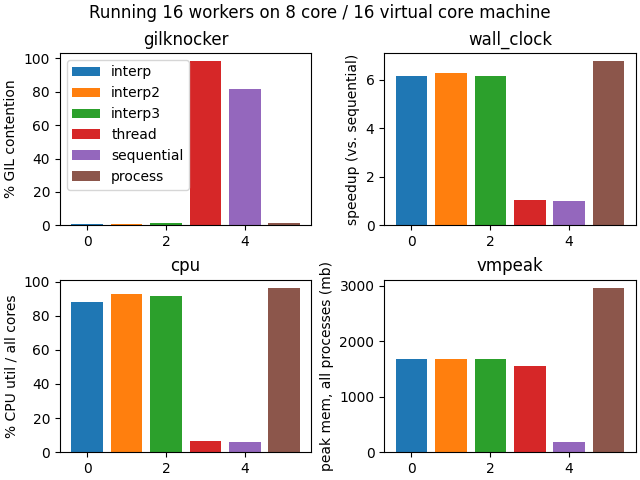 Running 16 workers on 8 core / 16 virtual core machine
gilknocker
% GIL contention
100
80
60
40
20
0
interp
interp2
interp3
thread
sequential
process
0 2 4
wall_clock
speedup (vs. sequential)
6
4
2
0
0 2 4
cpu
% CPU util / all cores
100
80
60
40
20
0
0 2 4
vmpeak
peak mem, all processes (mb)
3000
2000
1000
0
0 2 4